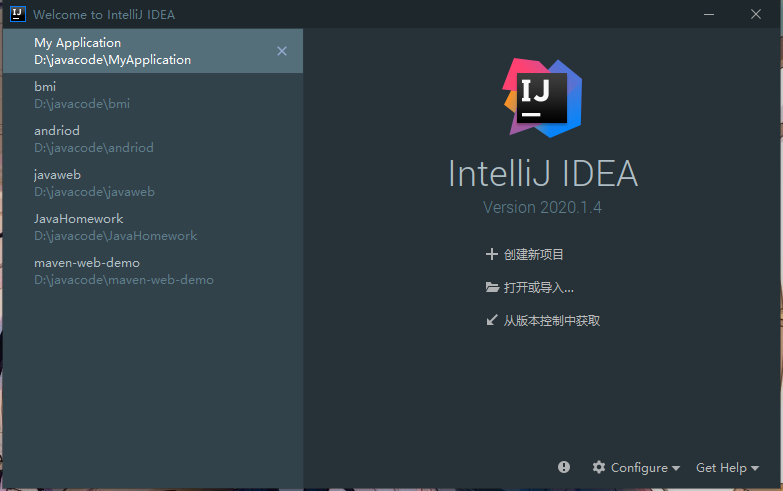 Welcome to IntelliJ IDEA
My Application
D:\javacode\MyApplication
bmi
D:\javacode\bmi
andriod
D:\javacode\andriod
javaweb
D:\javacode\javaweb
JavaHomework
D:\javacode\JavaHomework
maven-web-demo
D:\javacode\maven-web-demo
IJ
IntelliJ IDEA
Version 2020.1.4
创建新项目
打开或导入...
从版本控制中获取
Configure
Get Help